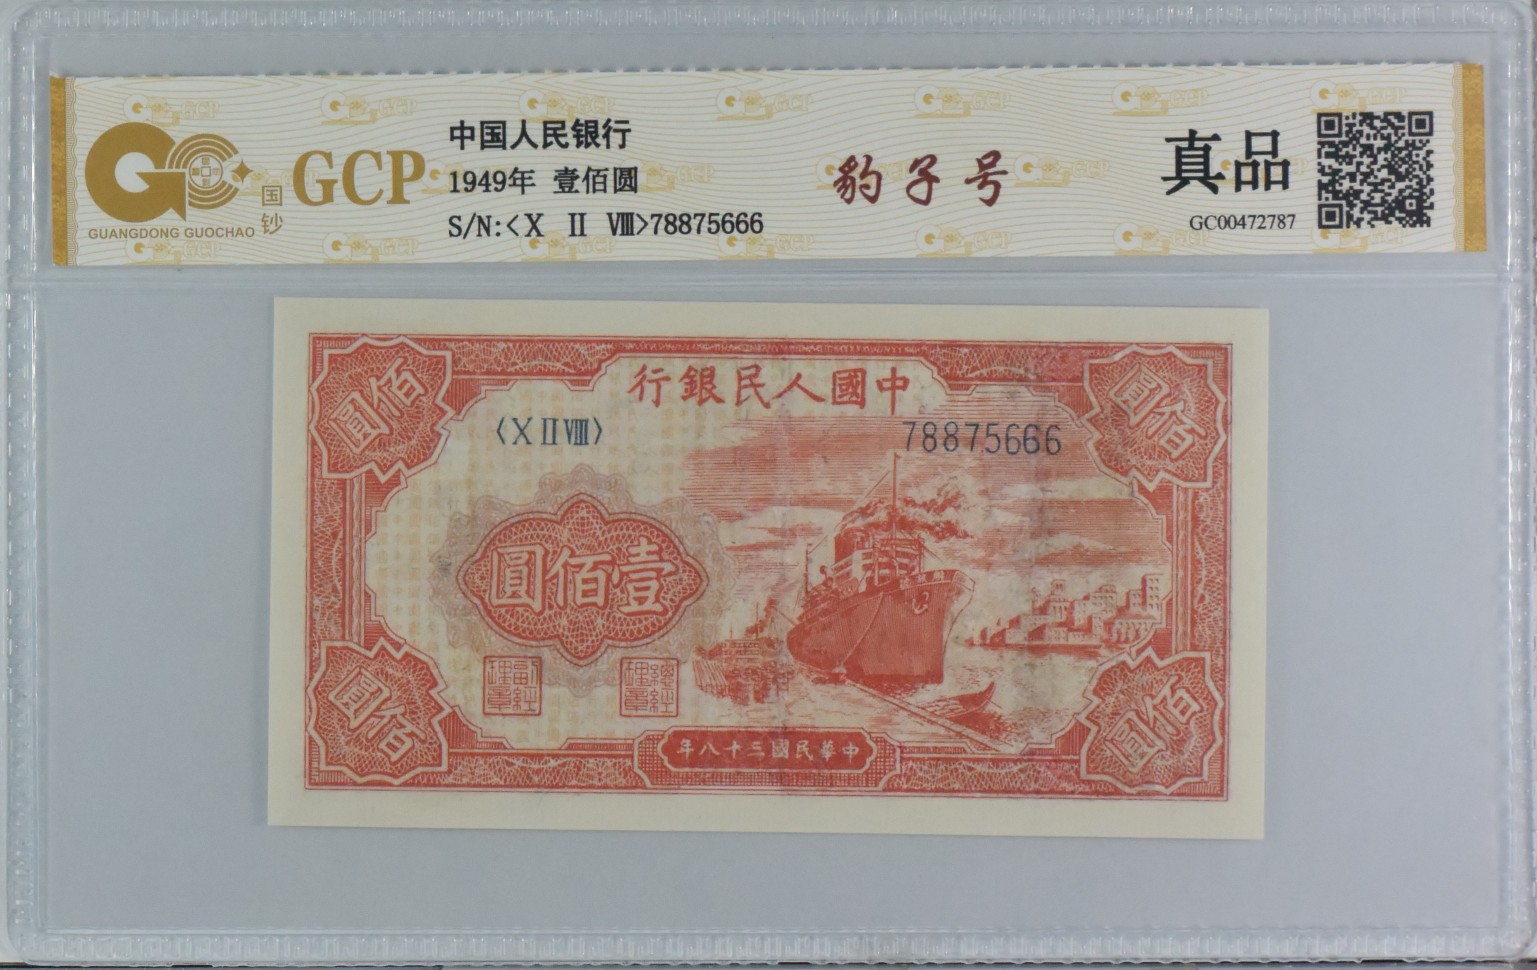 中国人民银行
1949年 壹佰圆
S/N:<X Ⅱ Ⅷ>78875666
国钞
GCP
GUANGDONG GUOCHAO
豹子号
真品
GC00472787
佰圓
行銀民人國中
圓佰
<X Ⅱ Ⅷ>
78875666
圓佰壹
副經理章
總經理章
圓佰
年八十三國民華中
圓佰